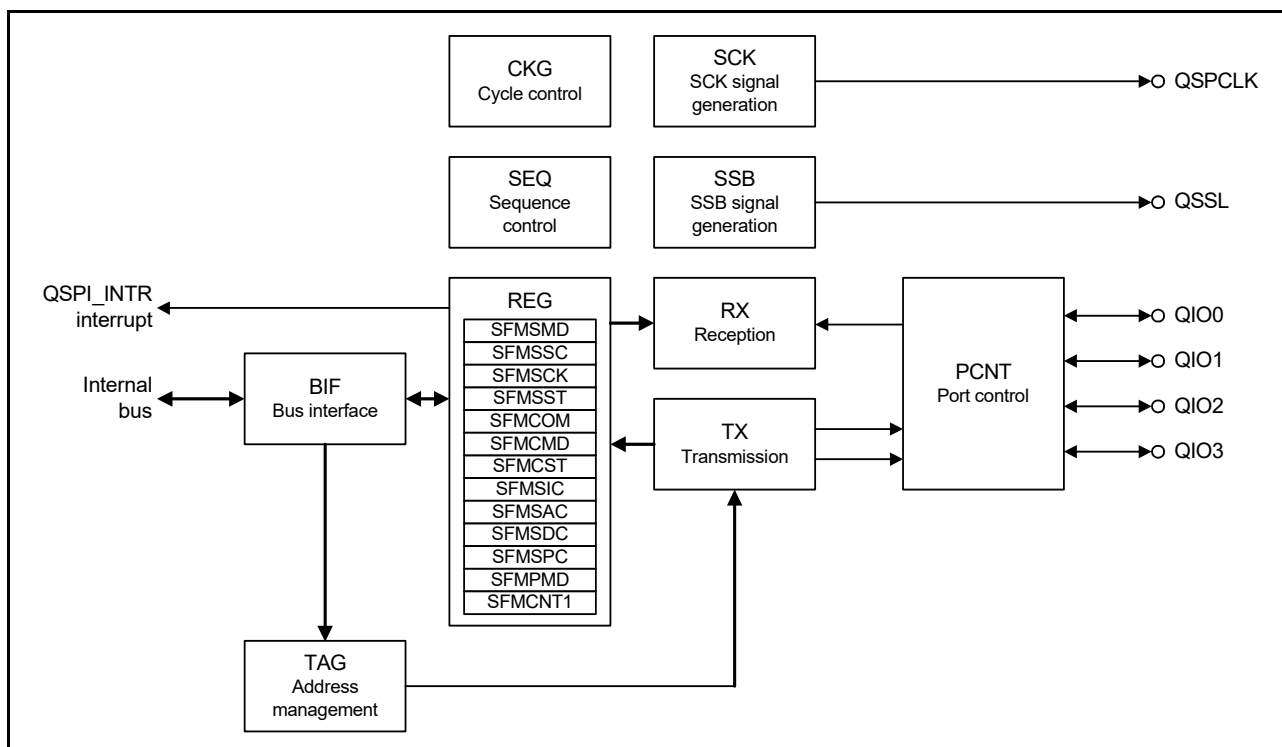 CKG
Cycle control
SCK
SCK signal
generation
QSPCLK
SEQ
Sequence
control
SSB
SSB signal
generation
QSSL
QSPI_INTR
interrupt
Internal
bus
BIF
Bus interface
REG
SFMSMD
SFMSSC
SFMSCK
SFMSST
SFMCOM
SFMCMD
SFMCST
SFMSIC
SFMSAC
SFMSDC
SFMSPC
SFMPMD
SFMCNT1
RX
Reception
TX
Transmission
PCNT
Port control
QIO0
QIO1
QIO2
QIO3
TAG
Address
management